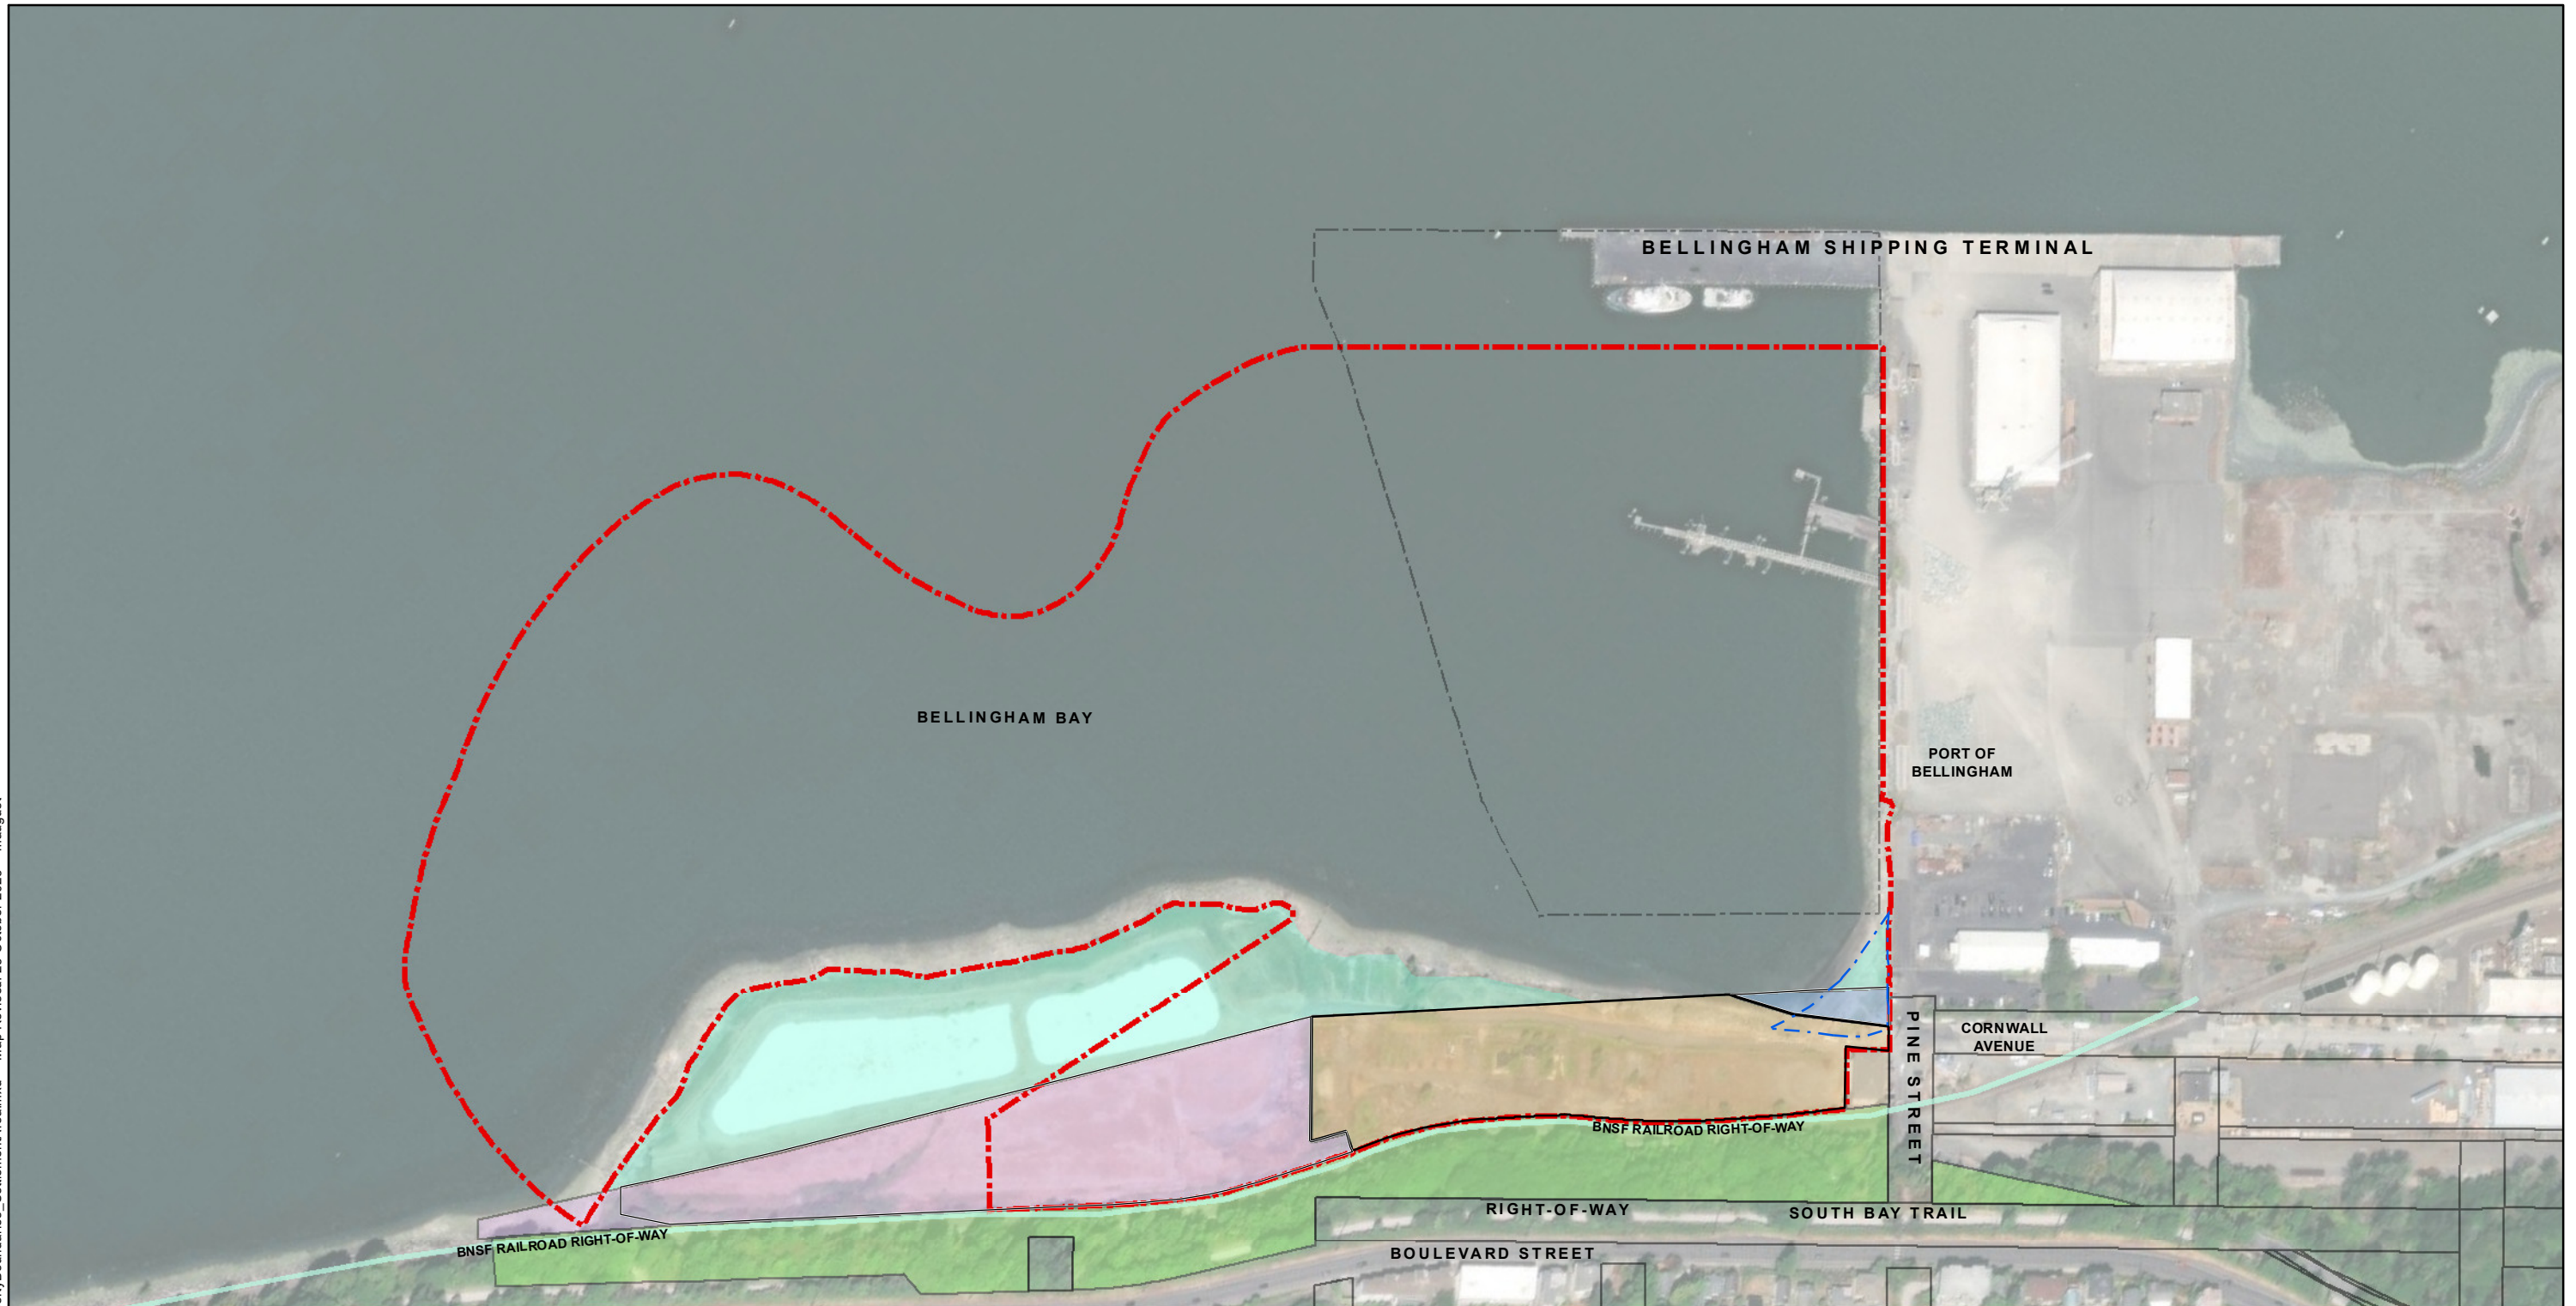 BELLINGHAM SHIPPING TERMINAL
BELLINGHAM BAY
PORT OF
BELLINGHAM
CORNWALL
AVENUE
PINE STREET
BNSF RAILROAD RIGHT-OF-WAY
RIGHT-OF-WAY
SOUTH BAY TRAIL
BNSF RAILROAD RIGHT-OF-WAY
BOULEVARD STREET